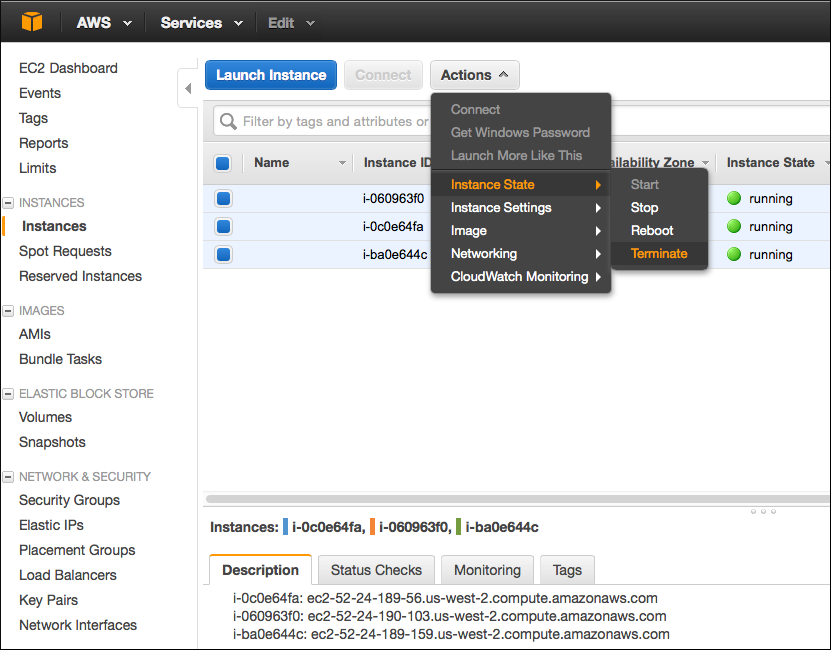 AWS Services Edit
EC2 Dashboard
Events
Tags
Reports
Limits
INSTANCES
Instances
Spot Requests
Reserved Instances
IMAGES
AMIs
Bundle Tasks
ELASTIC BLOCK STORE
Volumes
Snapshots
NETWORK & SECURITY
Security Groups
Elastic IPs
Placement Groups
Load Balancers
Key Pairs
Network Interfaces
Launch Instance Connect Actions
Filter by tags and attributes or
Connect
Get Windows Password
Launch More Like This
Instance State
Instance Settings
Image
Networking
CloudWatch Monitoring
Start
Stop
Reboot
Terminate
Name Instance ID ailability Zone Instance State
i-060963f0 running
i-0c0e64fa running
i-ba0e644c running
Instances: i-0c0e64fa, i-060963f0, i-ba0e644c
Description Status Checks Monitoring Tags
i-0c0e64fa: ec2-52-24-189-56.us-west-2.compute.amazonaws.com
i-060963f0: ec2-52-24-190-103.us-west-2.compute.amazonaws.com
i-ba0e644c: ec2-52-24-189-159.us-west-2.compute.amazonaws.com